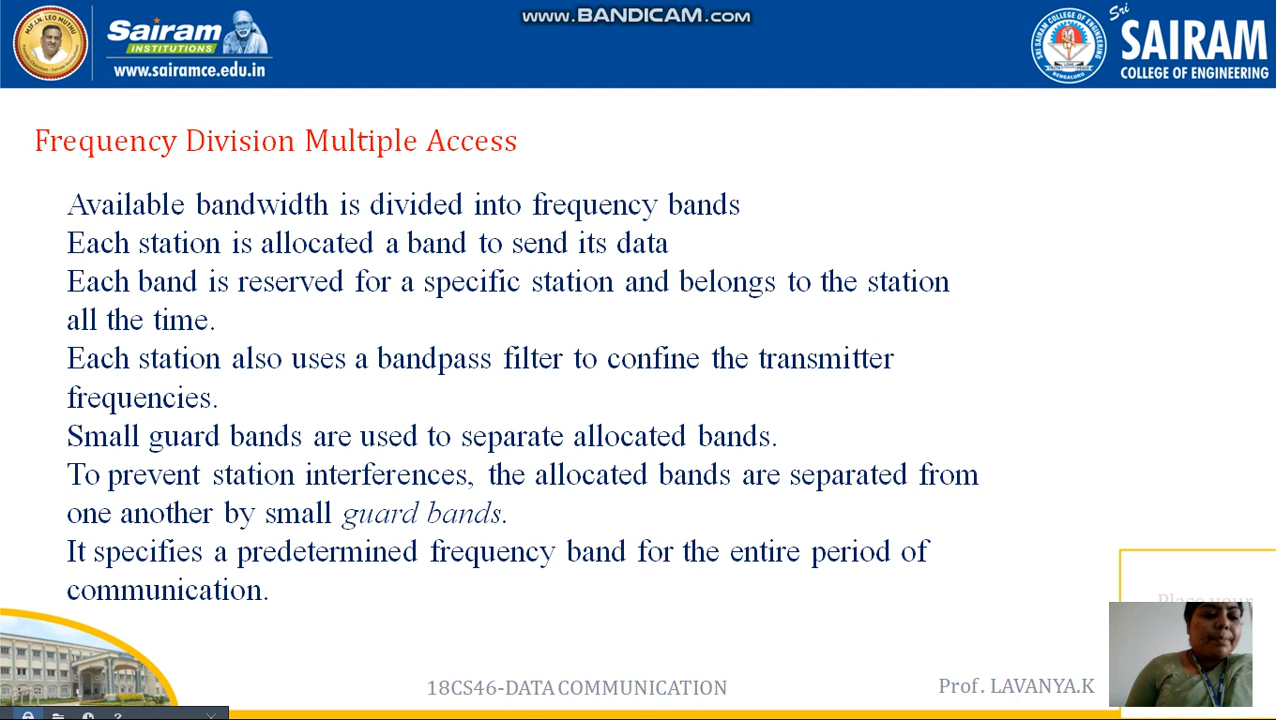 www.BANDICAM.com
Sairam
INSTITUTIONS
www.sairamce.edu.in
Sri
SAIRAM
COLLEGE OF ENGINEERING
Frequency Division Multiple Access
Available bandwidth is divided into frequency bands
Each station is allocated a band to send its data
Each band is reserved for a specific station and belongs to the station
all the time.
Each station also uses a bandpass filter to confine the transmitter
frequencies.
Small guard bands are used to separate allocated bands.
To prevent station interferences, the allocated bands are separated from
one another by small guard bands.
It specifies a predetermined frequency band for the entire period of
communication.
18CS46-DATA COMMUNICATION
Prof. LAVANYA.K